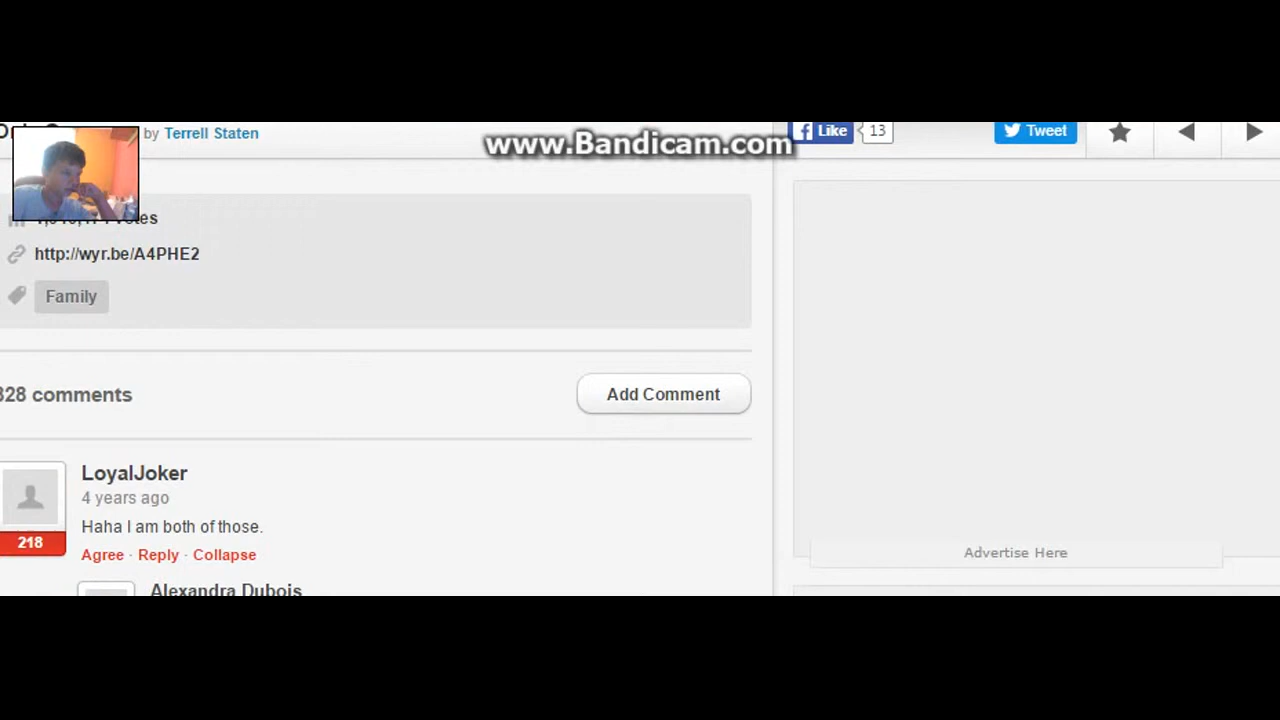 by Terrell Staten
www.Bandicam.com
Like
13
Tweet
http://wyr.be/A4PHE2
Family
828 comments
Add Comment
LoyalJoker
4 years ago
Haha I am both of those.
218
Agree · Reply · Collapse
Alexandra Dubois
Advertise Here